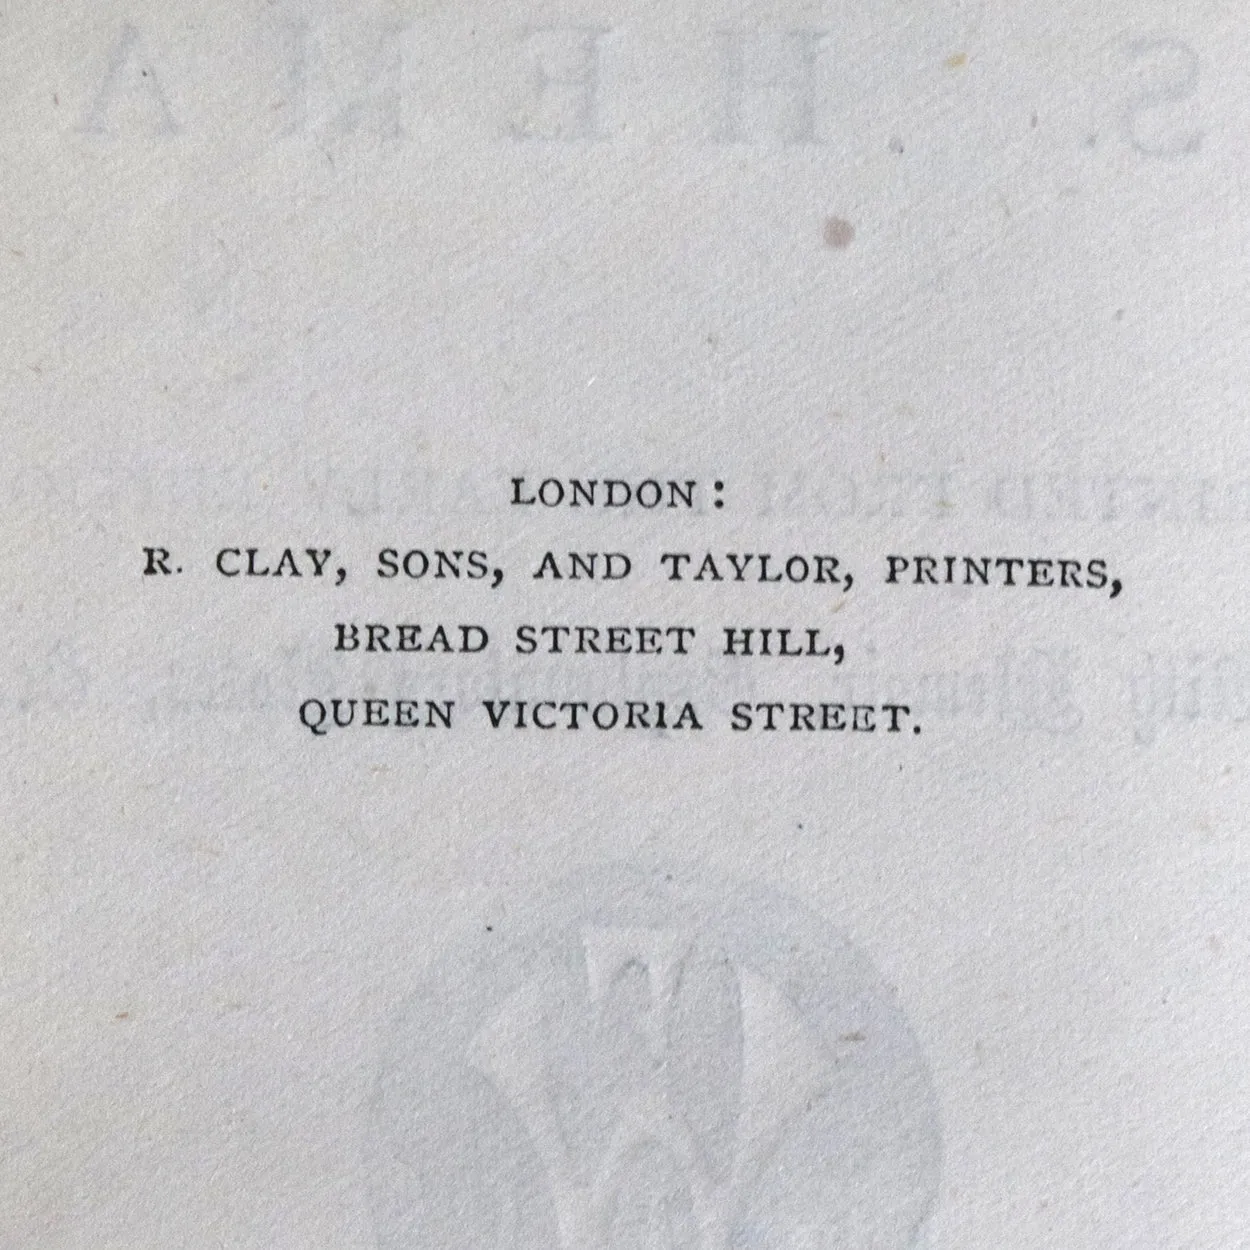 LONDON:
R. CLAY, SONS, AND TAYLOR, PRINTERS,
BREAD STREET HILL,
QUEEN VICTORIA STREET.